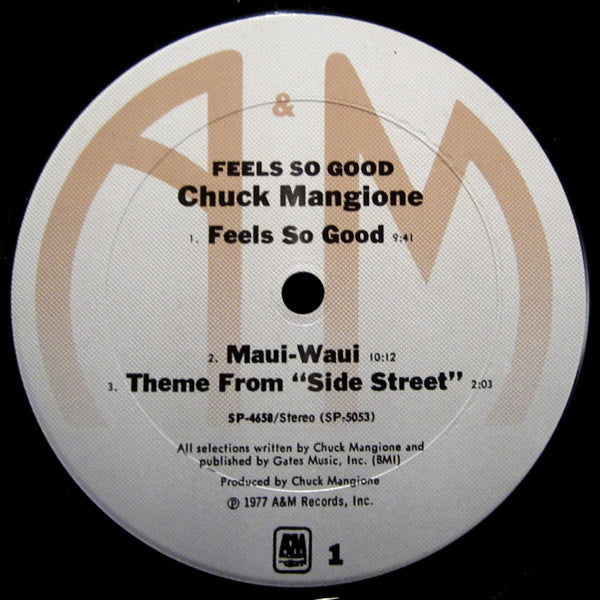 A & M
FEELS SO GOOD
Chuck Mangione
1. Feels So Good 9:41
2. Maui-Waui 10:12
3. Theme From “Side Street” 2:03
SP-4658/Stereo (SP-5053)
All selections written by Chuck Mangione and
published by Gates Music, Inc. (BMI)
Produced by Chuck Mangione
℗ 1977 A&M Records, Inc.
A&M 1